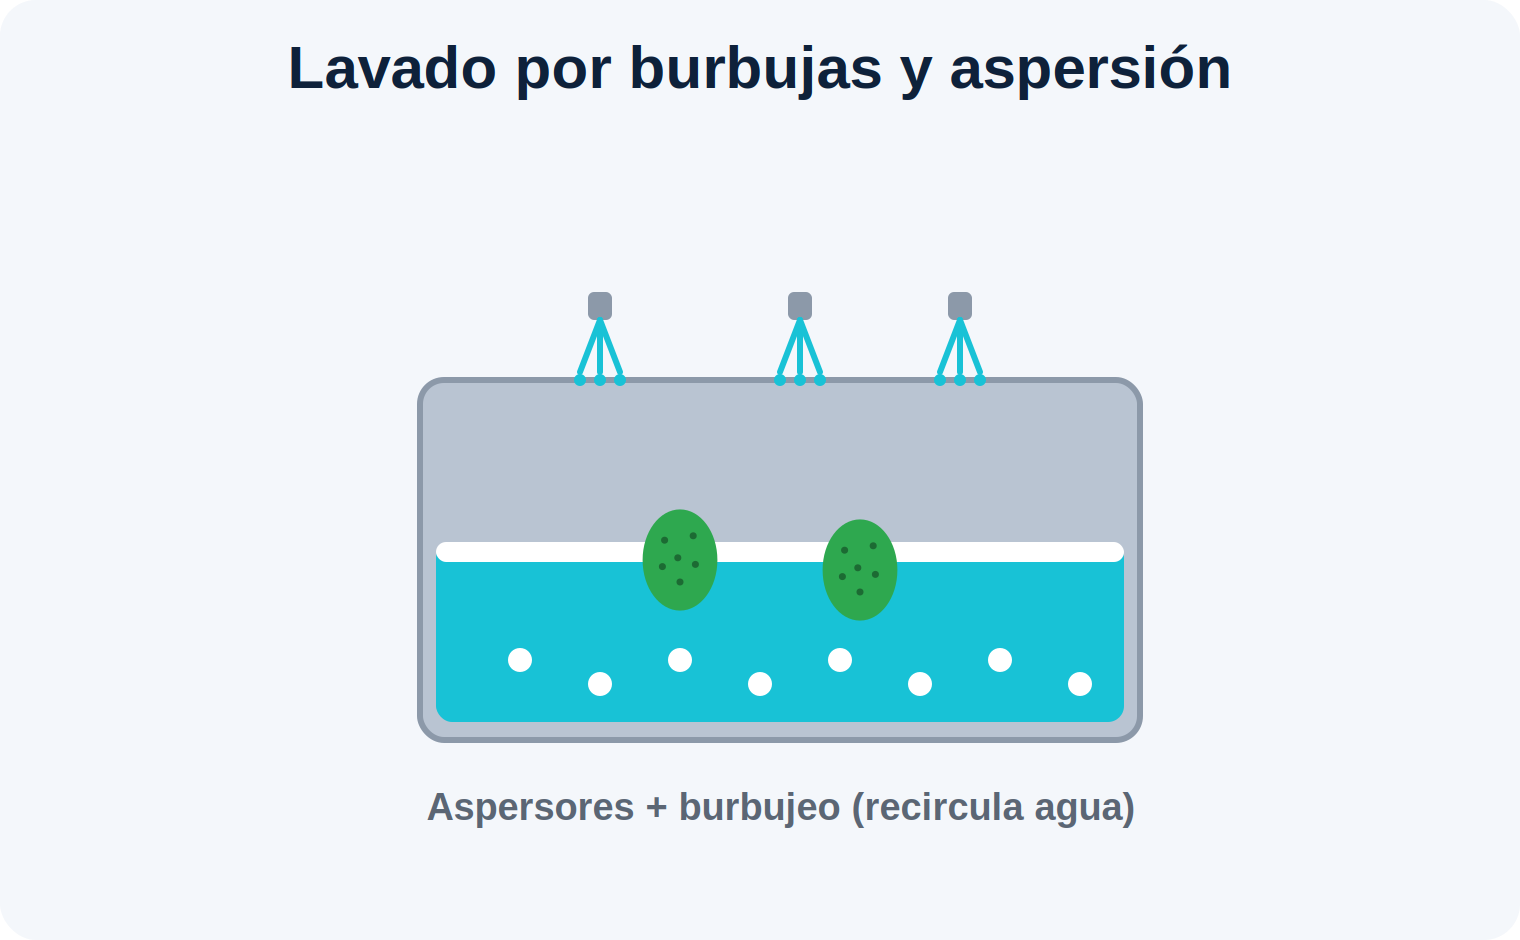 Lavado por burbujas y aspersión
Aspersores + burbujeo (recircula agua)